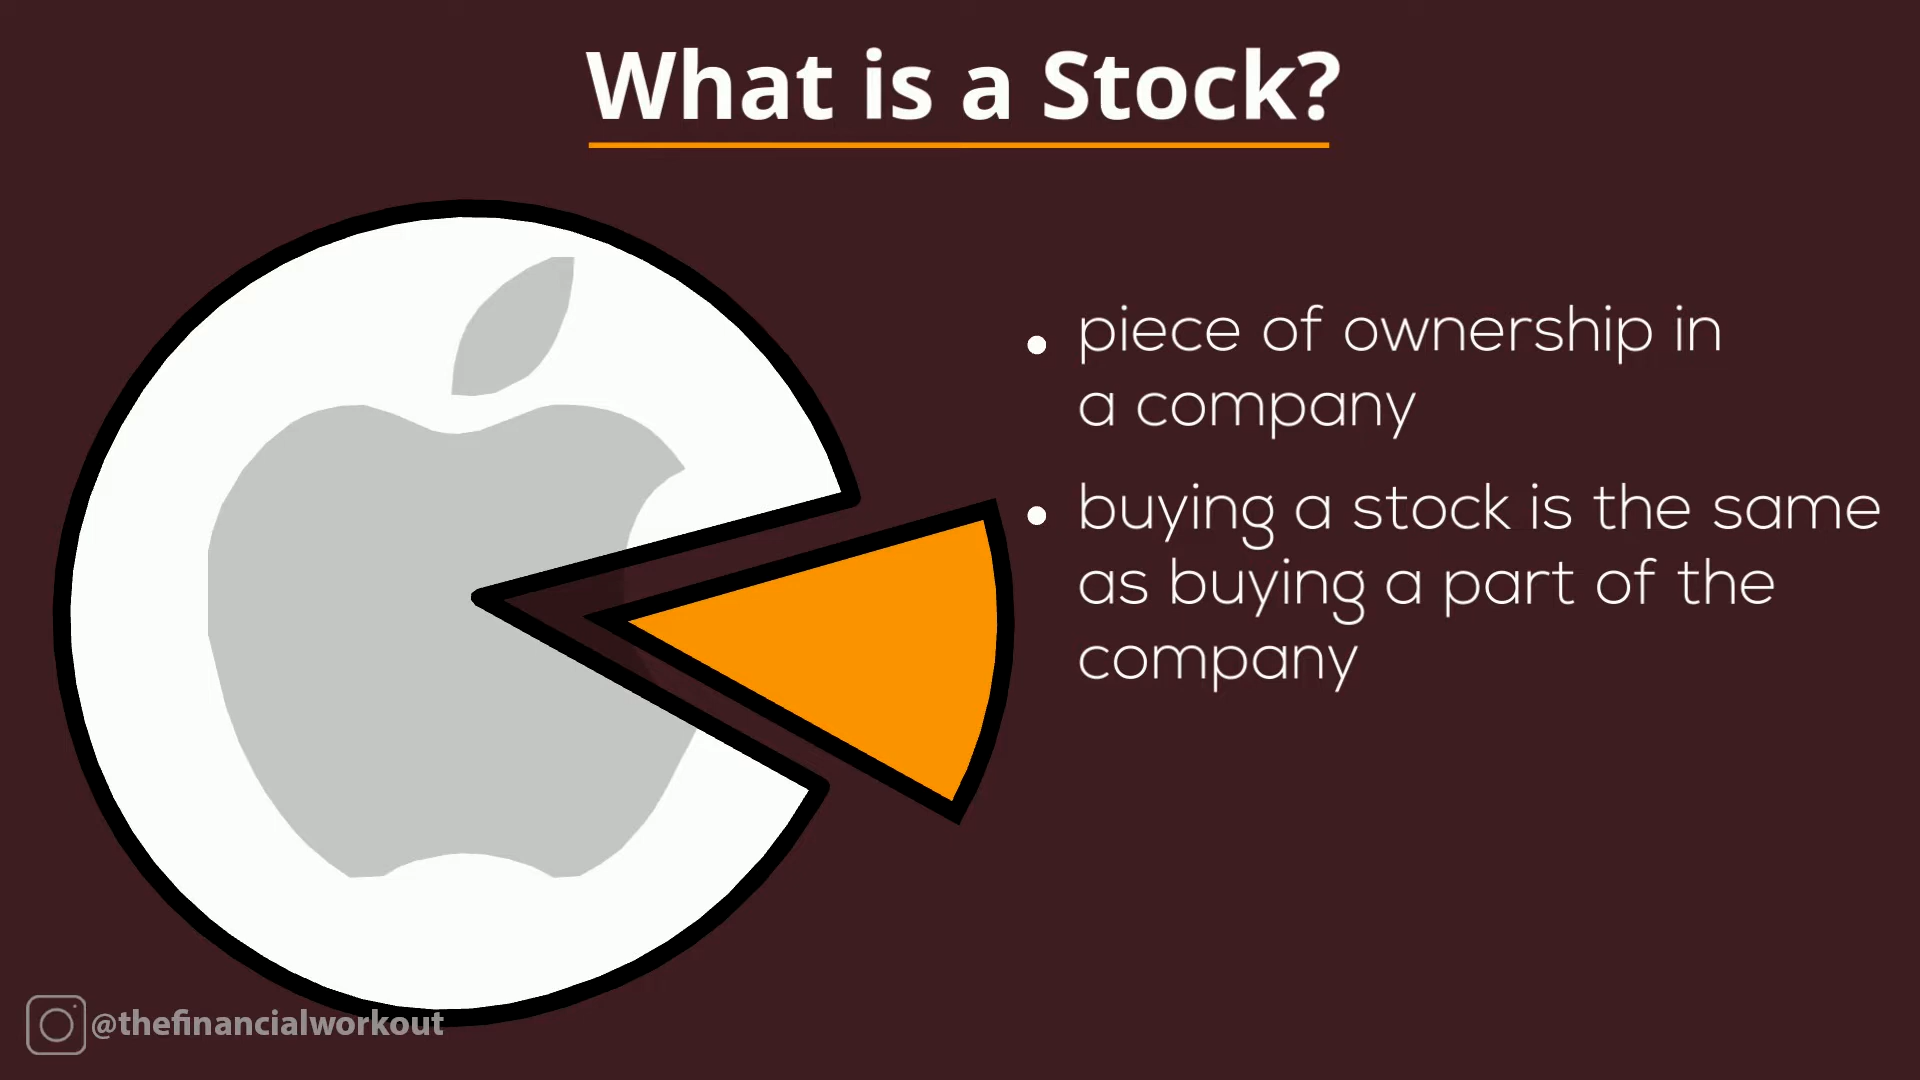 What is a Stock?
piece of ownership in
a company
buying a stock is the same
as buying a part of the
company
@thefinancialworkout